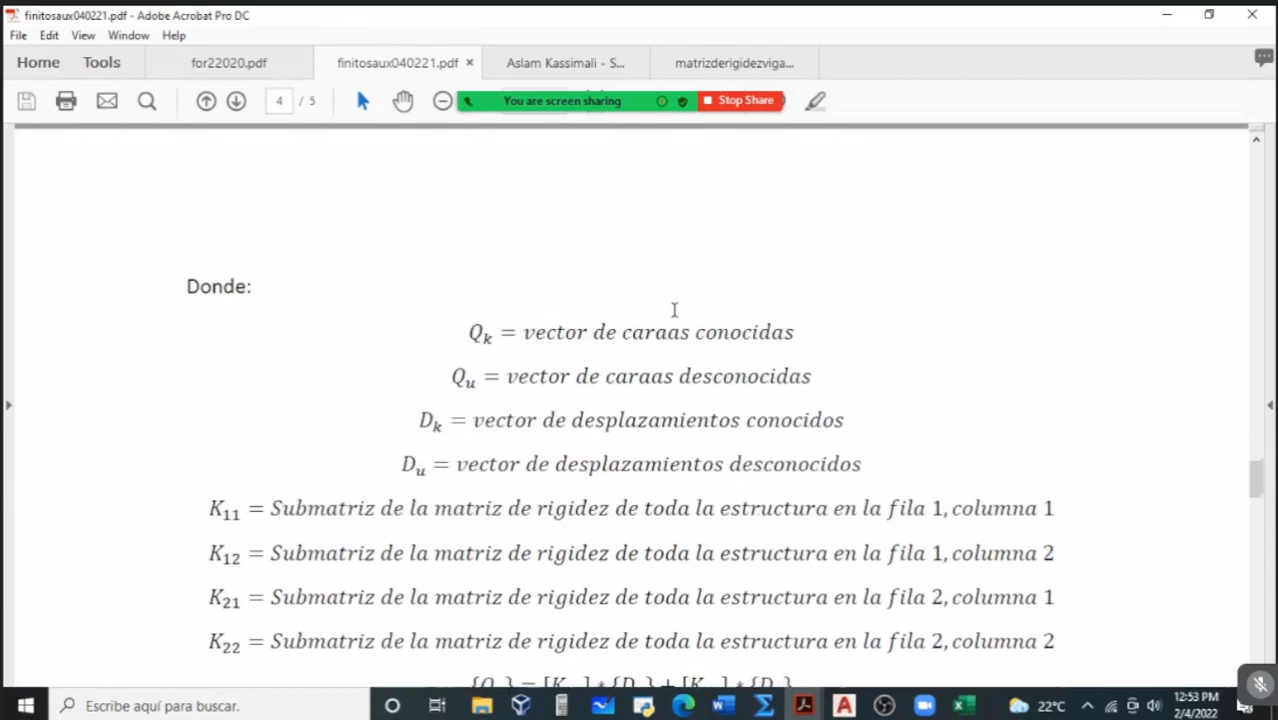 finitosaux040221.pdf - Adobe Acrobat Pro DC
File Edit View Window Help
Home Tools for22020.pdf finitosaux040221.pdf × Aslam Kassimali - S... matrizderigidezviga...
4 / 5 You are screen sharing Stop Share
Donde:
Qk = vector de caraas conocidas
Qu = vector de caraas desconocidas
Dk = vector de desplazamientos conocidos
Du = vector de desplazamientos desconocidos
K11 = Submatriz de la matriz de rigidez de toda la estructura en la fila 1, columna 1
K12 = Submatriz de la matriz de rigidez de toda la estructura en la fila 1, columna 2
K21 = Submatriz de la matriz de rigidez de toda la estructura en la fila 2, columna 1
K22 = Submatriz de la matriz de rigidez de toda la estructura en la fila 2, columna 2
Escribe aquí para buscar. 22°C 12:53 PM
2/4/2022